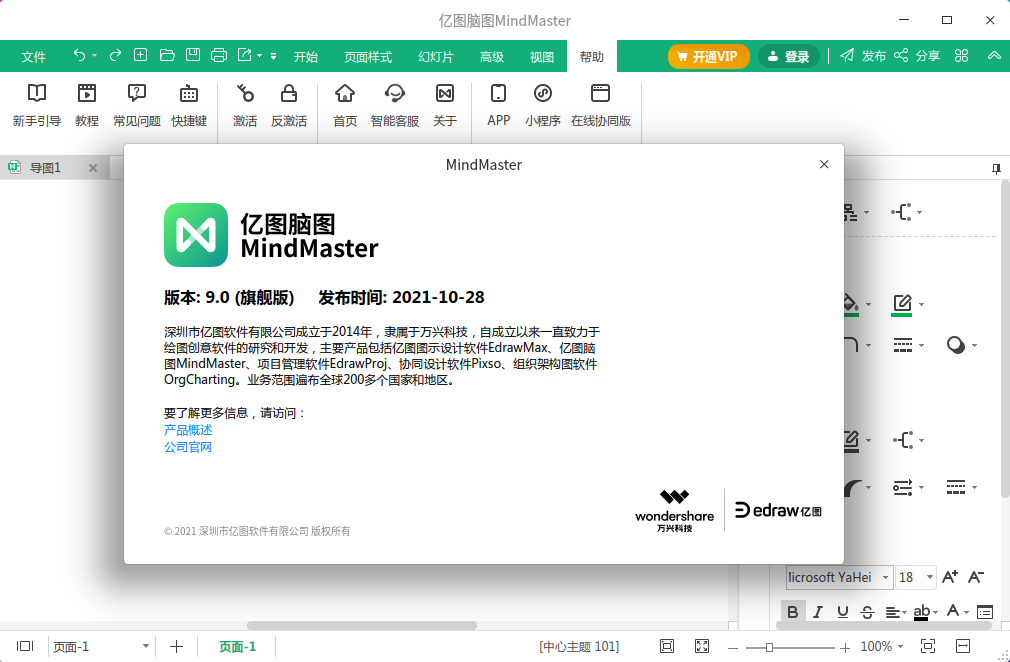 亿图脑图MindMaster
文件 开始 页面样式 幻灯片 高级 视图 帮助 开通VIP 登录 发布 分享
新手引导 教程 常见问题 快捷键 激活 反激活 首页 智能客服 关于 APP 小程序 在线协同版
导图1
MindMaster
亿图脑图
MindMaster
版本: 9.0 (旗舰版) 发布时间: 2021-10-28
深圳市亿图软件有限公司成立于2014年，隶属于万兴科技，自成立以来一直致力于
绘图创意软件的研究和开发，主要产品包括亿图图示设计软件EdrawMax、亿图脑
图MindMaster、项目管理软件EdrawProj、协同设计软件Pixso、组织架构图软件
OrgCharting。业务范围遍布全球200多个国家和地区。
要了解更多信息，请访问：
产品概述
公司官网
wondershare
万兴科技
edraw亿图
© 2021 深圳市亿图软件有限公司 版权所有
licrosoft YaHei 18 A+ A-
B I U S ab A
页面-1 页面-1 [中心主题 101] 100%